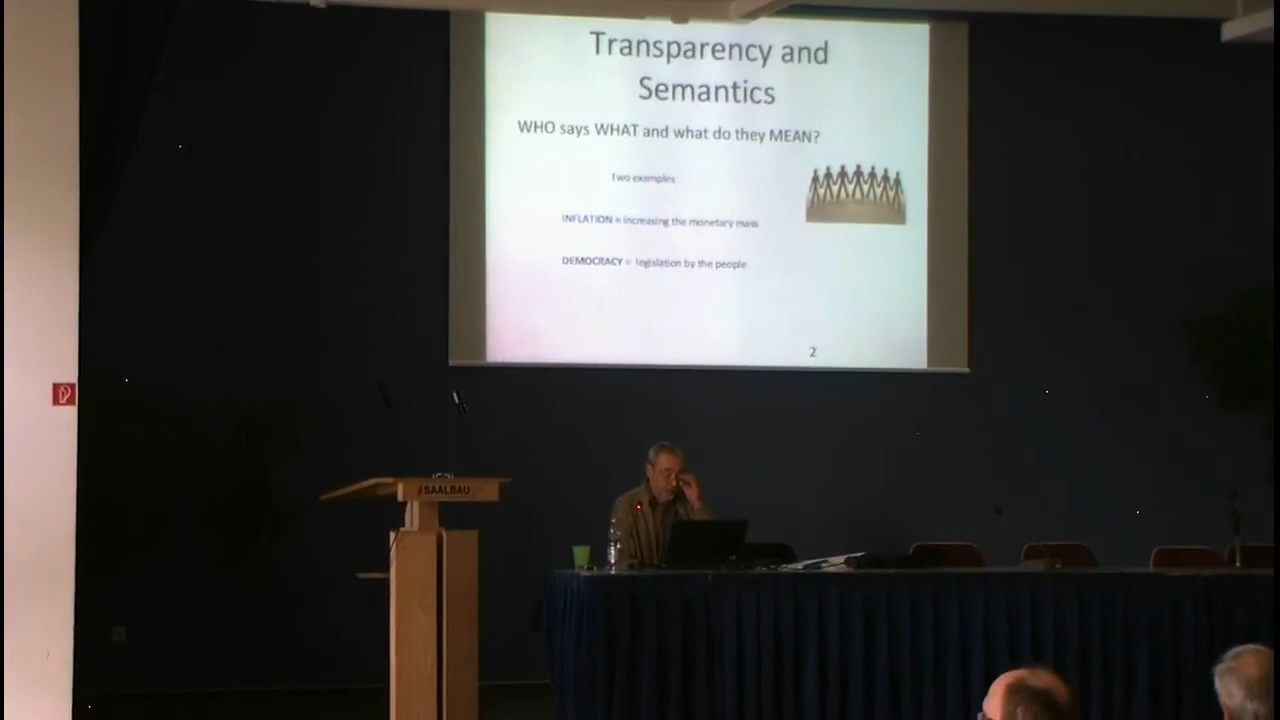 Transparency and
Semantics
WHO says WHAT and what do they MEAN?
Two examples
INFLATION = increasing the monetary mass
DEMOCRACY = legislation by the people
2
SAALBAU